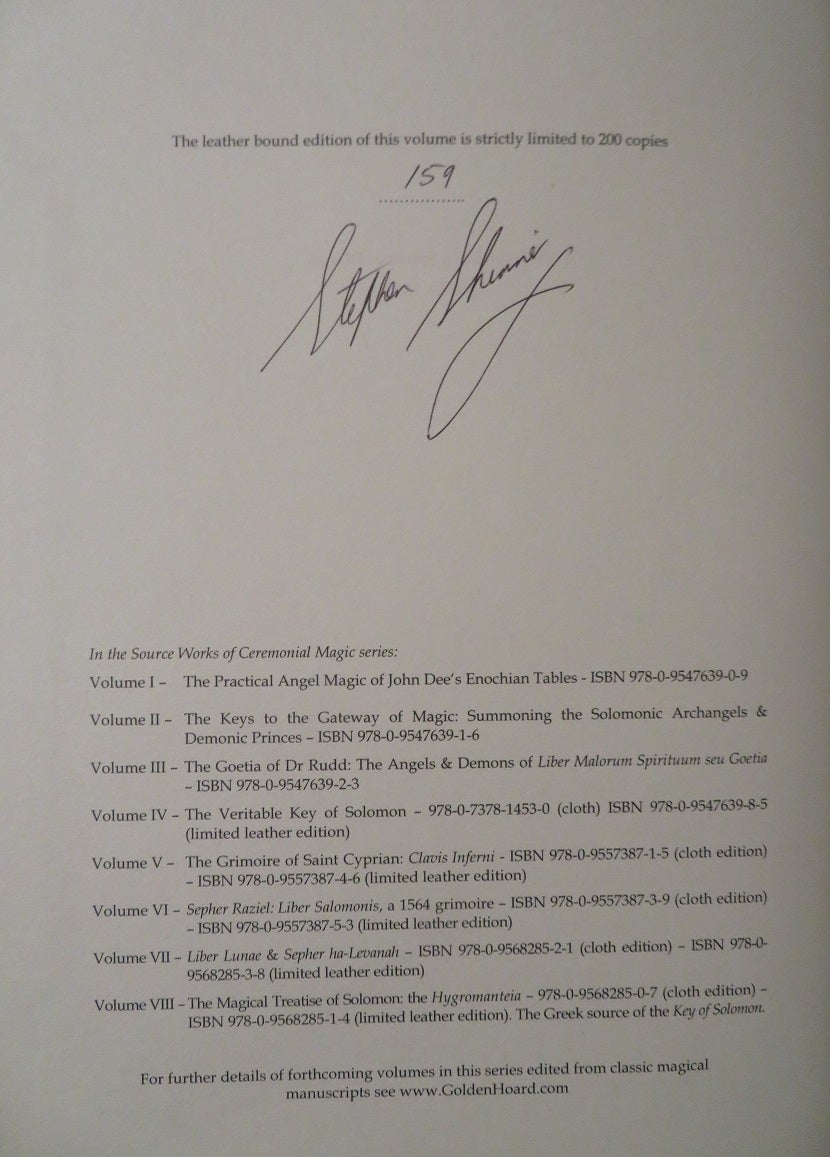 The leather bound edition of this volume is strictly limited to 200 copies
159
Stephen Skinner
In the Source Works of Ceremonial Magic series:
Volume I – The Practical Angel Magic of John Dee's Enochian Tables - ISBN 978-0-9547639-0-9
Volume II – The Keys to the Gateway of Magic: Summoning the Solomonic Archangels &
Demonic Princes – ISBN 978-0-9547639-1-6
Volume III – The Goetia of Dr Rudd: The Angels & Demons of Liber Malorum Spirituum seu Goetia
– ISBN 978-0-9547639-2-3
Volume IV – The Veritable Key of Solomon – 978-0-7378-1453-0 (cloth) ISBN 978-0-9547639-8-5
(limited leather edition)
Volume V – The Grimoire of Saint Cyprian: Clavis Inferni - ISBN 978-0-9557387-1-5 (cloth edition)
– ISBN 978-0-9557387-4-6 (limited leather edition)
Volume VI – Sepher Raziel: Liber Salomonis, a 1564 grimoire – ISBN 978-0-9557387-3-9 (cloth edition)
– ISBN 978-0-9557387-5-3 (limited leather edition)
Volume VII – Liber Lunae & Sepher ha-Levanah – ISBN 978-0-9568285-2-1 (cloth edition) – ISBN 978-0-
9568285-3-8 (limited leather edition)
Volume VIII – The Magical Treatise of Solomon: the Hygromanteia – 978-0-9568285-0-7 (cloth edition) –
ISBN 978-0-9568285-1-4 (limited leather edition). The Greek source of the Key of Solomon.
For further details of forthcoming volumes in this series edited from classic magical
manuscripts see www.GoldenHoard.com